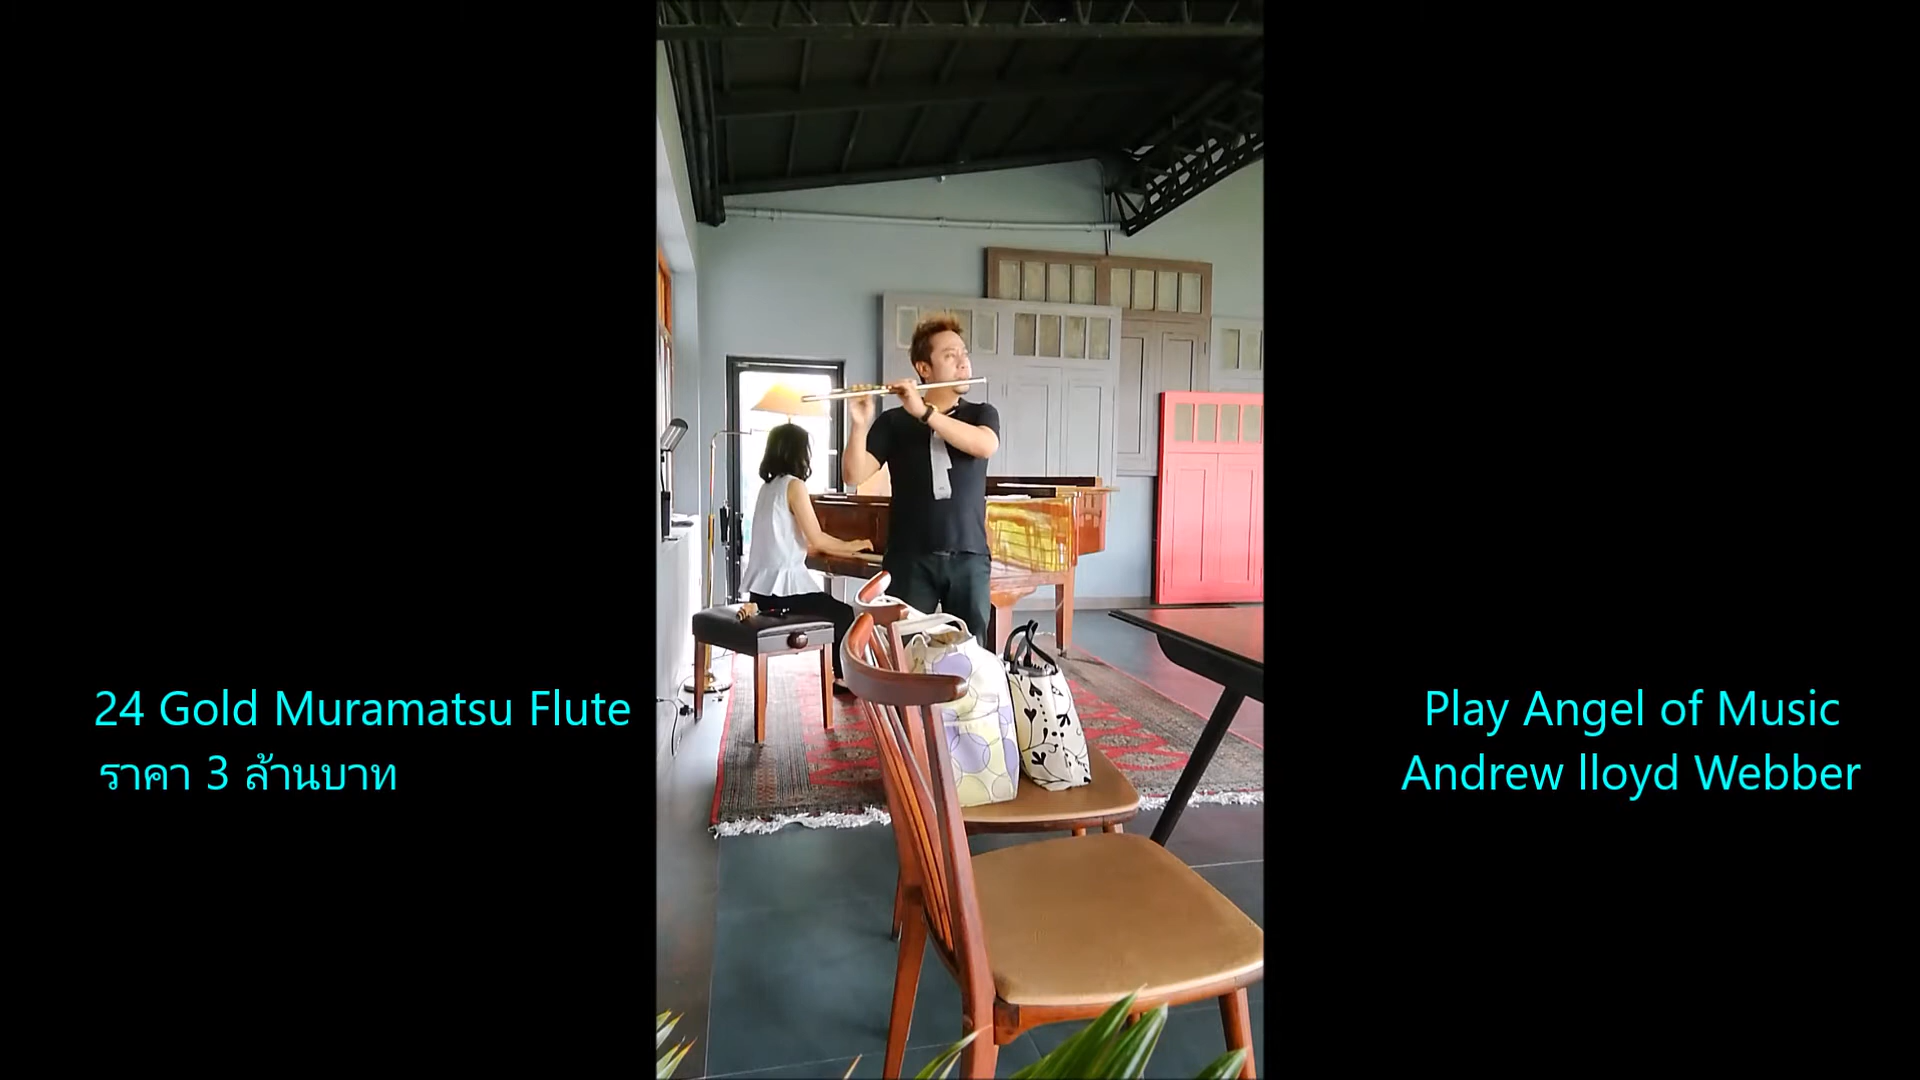 24 Gold Muramatsu Flute
ราคา 3 ล้านบาท
Play Angel of Music
Andrew lloyd Webber